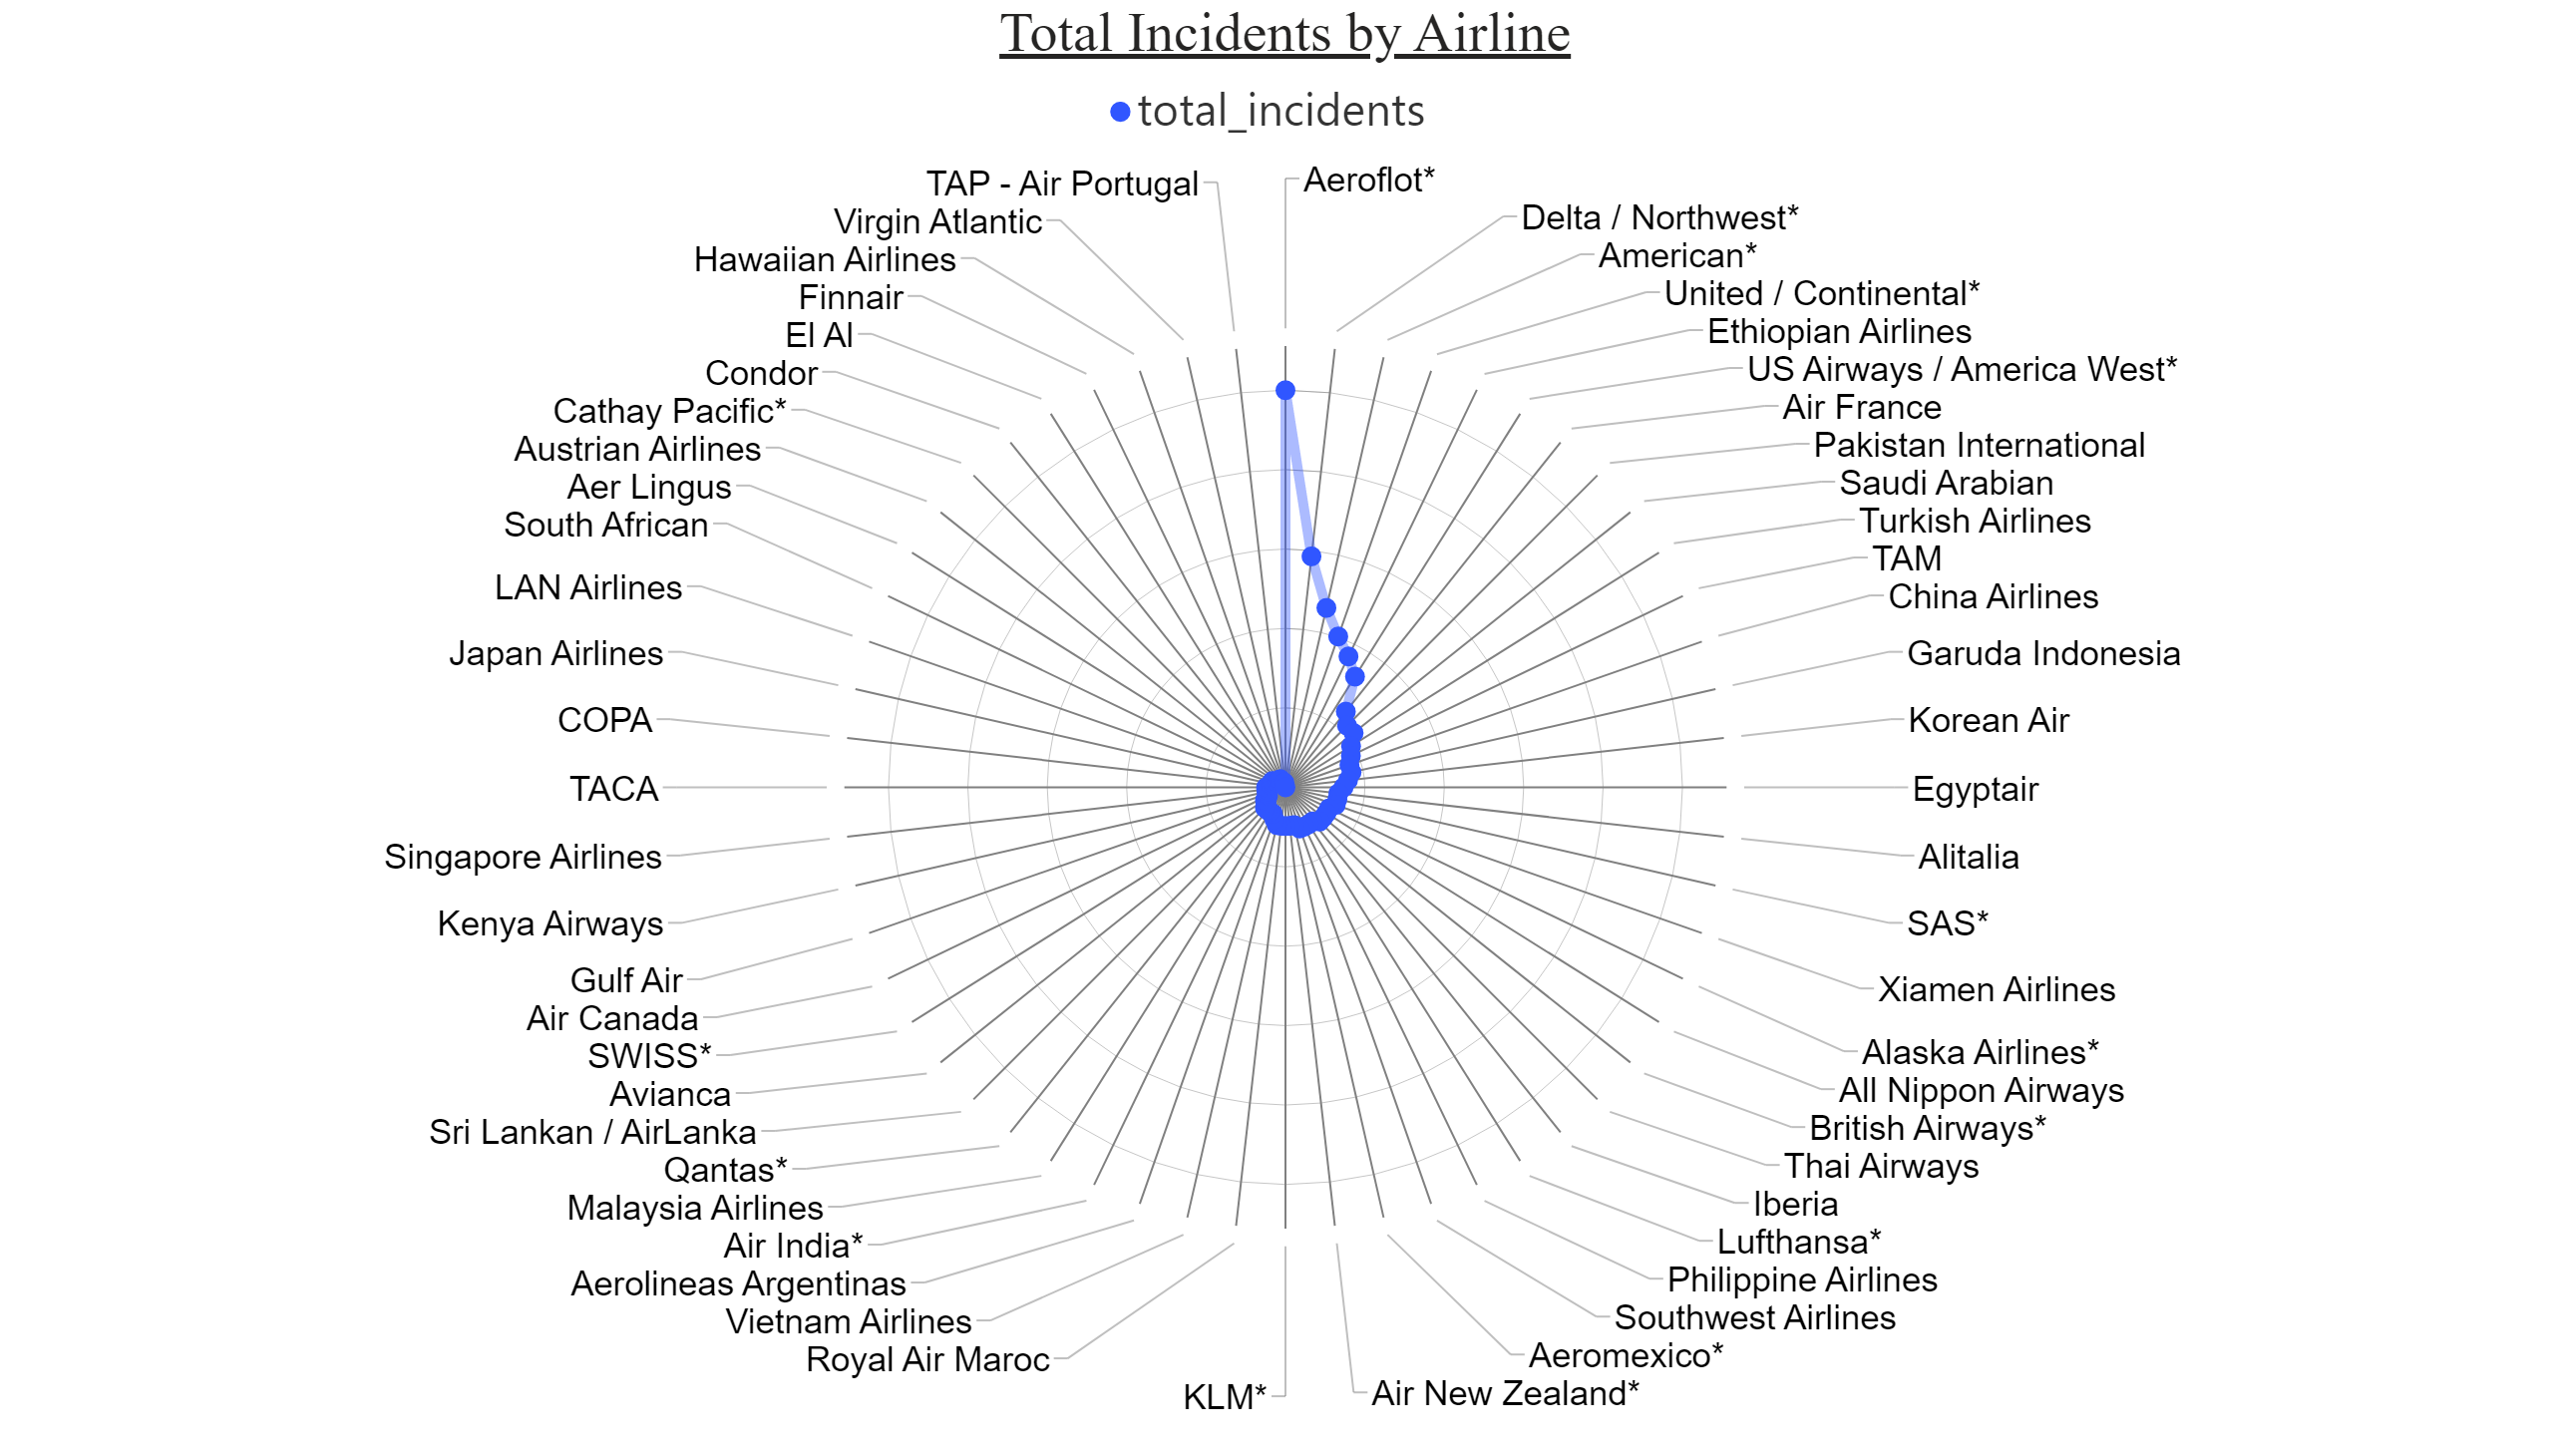 Total Incidents by Airline
total_incidents
Aeroflot*
Delta / Northwest*
American*
United / Continental*
Ethiopian Airlines
US Airways / America West*
Air France
Pakistan International
Saudi Arabian
Turkish Airlines
TAM
China Airlines
Garuda Indonesia
Korean Air
Egyptair
Alitalia
SAS*
Xiamen Airlines
Alaska Airlines*
All Nippon Airways
British Airways*
Thai Airways
Iberia
Lufthansa*
Philippine Airlines
Southwest Airlines
Aeromexico*
Air New Zealand*
KLM*
Royal Air Maroc
Vietnam Airlines
Aerolineas Argentinas
Air India*
Malaysia Airlines
Qantas*
Sri Lankan / AirLanka
Avianca
SWISS*
Air Canada
Gulf Air
Kenya Airways
Singapore Airlines
TACA
COPA
Japan Airlines
LAN Airlines
South African
Aer Lingus
Austrian Airlines
Cathay Pacific*
Condor
El Al
Finnair
Hawaiian Airlines
Virgin Atlantic
TAP - Air Portugal